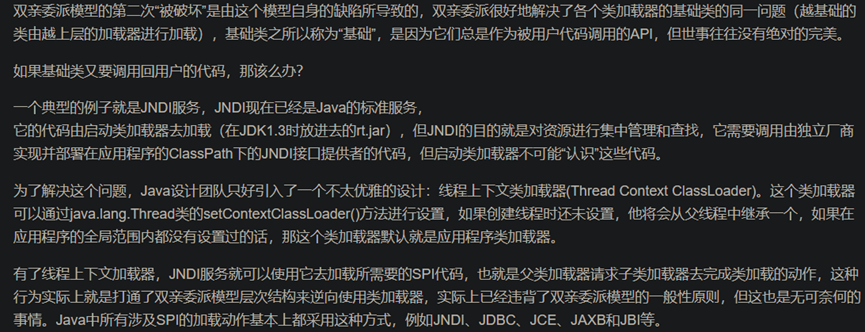 双亲委派模型的第二次“被破坏”是由这个模型自身的缺陷所导致的，双亲委派很好地解决了各个类加载器的基础类的同一问题（越基础的
类由越上层的加载器进行加载），基础类之所以称为“基础”，是因为它们总是作为被用户代码调用的API，但世事往往没有绝对的完美。
如果基础类又要调用回用户的代码，那该么办？
一个典型的例子就是JNDI服务，JNDI现在已经是Java的标准服务，
它的代码由启动类加载器去加载（在JDK1.3时放进去的rt.jar），但JNDI的目的就是对资源进行集中管理和查找，它需要调用由独立厂商
实现并部署在应用程序的ClassPath下的JNDI接口提供者的代码，但启动类加载器不可能“认识”这些代码。
为了解决这个问题，Java设计团队只好引入了一个不太优雅的设计：线程上下文类加载器(Thread Context ClassLoader)。这个类加载器
可以通过java.lang.Thread类的setContextClassLoader()方法进行设置，如果创建线程时还未设置，他将会从父线程中继承一个，如果在
应用程序的全局范围内都没有设置过的话，那这个类加载器默认就是应用程序类加载器。
有了线程上下文加载器，JNDI服务就可以使用它去加载所需要的SPI代码，也就是父类加载器请求子类加载器去完成类加载的动作，这种
行为实际上就是打通了双亲委派模型层次结构来逆向使用类加载器，实际上已经违背了双亲委派模型的一般性原则，但这也是无可奈何的
事情。Java中所有涉及SPI的加载动作基本上都采用这种方式，例如JNDI、JDBC、JCE、JAXB和JBI等。